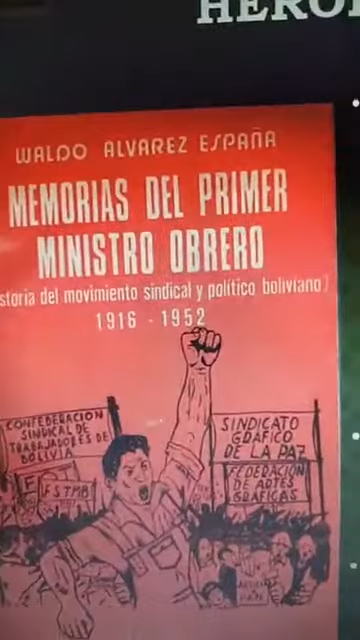 WALDO ALVAREZ ESPAÑA
MEMORIAS DEL PRIMER
MINISTRO OBRERO
storia del movimiento sindical y político boliviano)
1916 - 1952
CONFEDERACION
SINDICAL DE
TRABAJADORES DE
BOLIVIA
FSTMB
SINDICATO
GRAFICO
DE LA PAZ
FEDERACION
DE ARTES
GRAFICAS